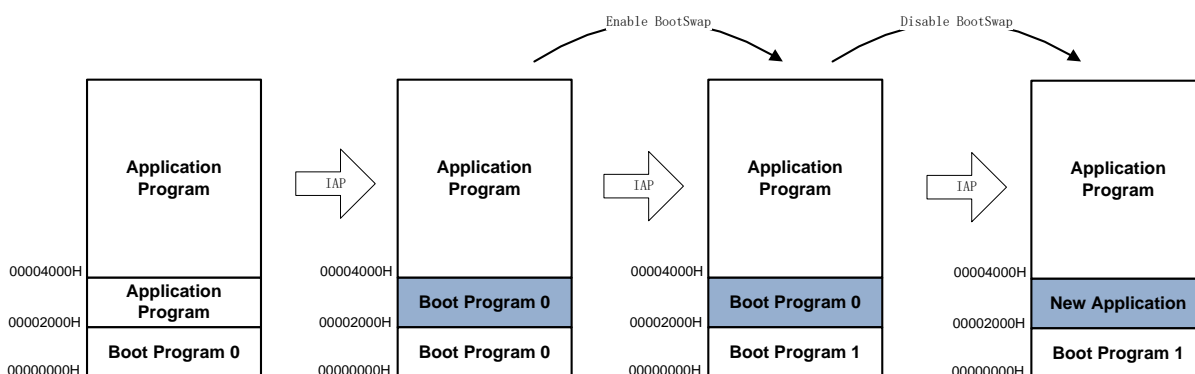 Enable BootSwap
Disable BootSwap
Application
Program
IAP
Application
Program
IAP
Application
Program
IAP
Application
Program
00004000H
00004000H
00004000H
00004000H
Application
Program
Boot Program 0
Boot Program 0
New Application
00002000H
00002000H
00002000H
00002000H
Boot Program 0
Boot Program 0
Boot Program 1
Boot Program 1
00000000H
00000000H
00000000H
00000000H